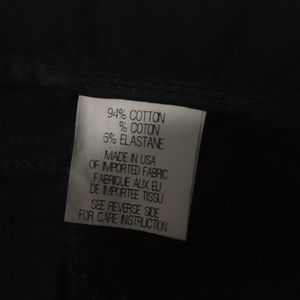 94% COTTON
% COTON
6% ELASTANE
MADE IN USA
OF IMPORTED FABRIC
FABRIQUE AUX EU
DE IMPORTEE TISSU
SEE REVERSE SIDE
FOR CARE INSTRUCTION